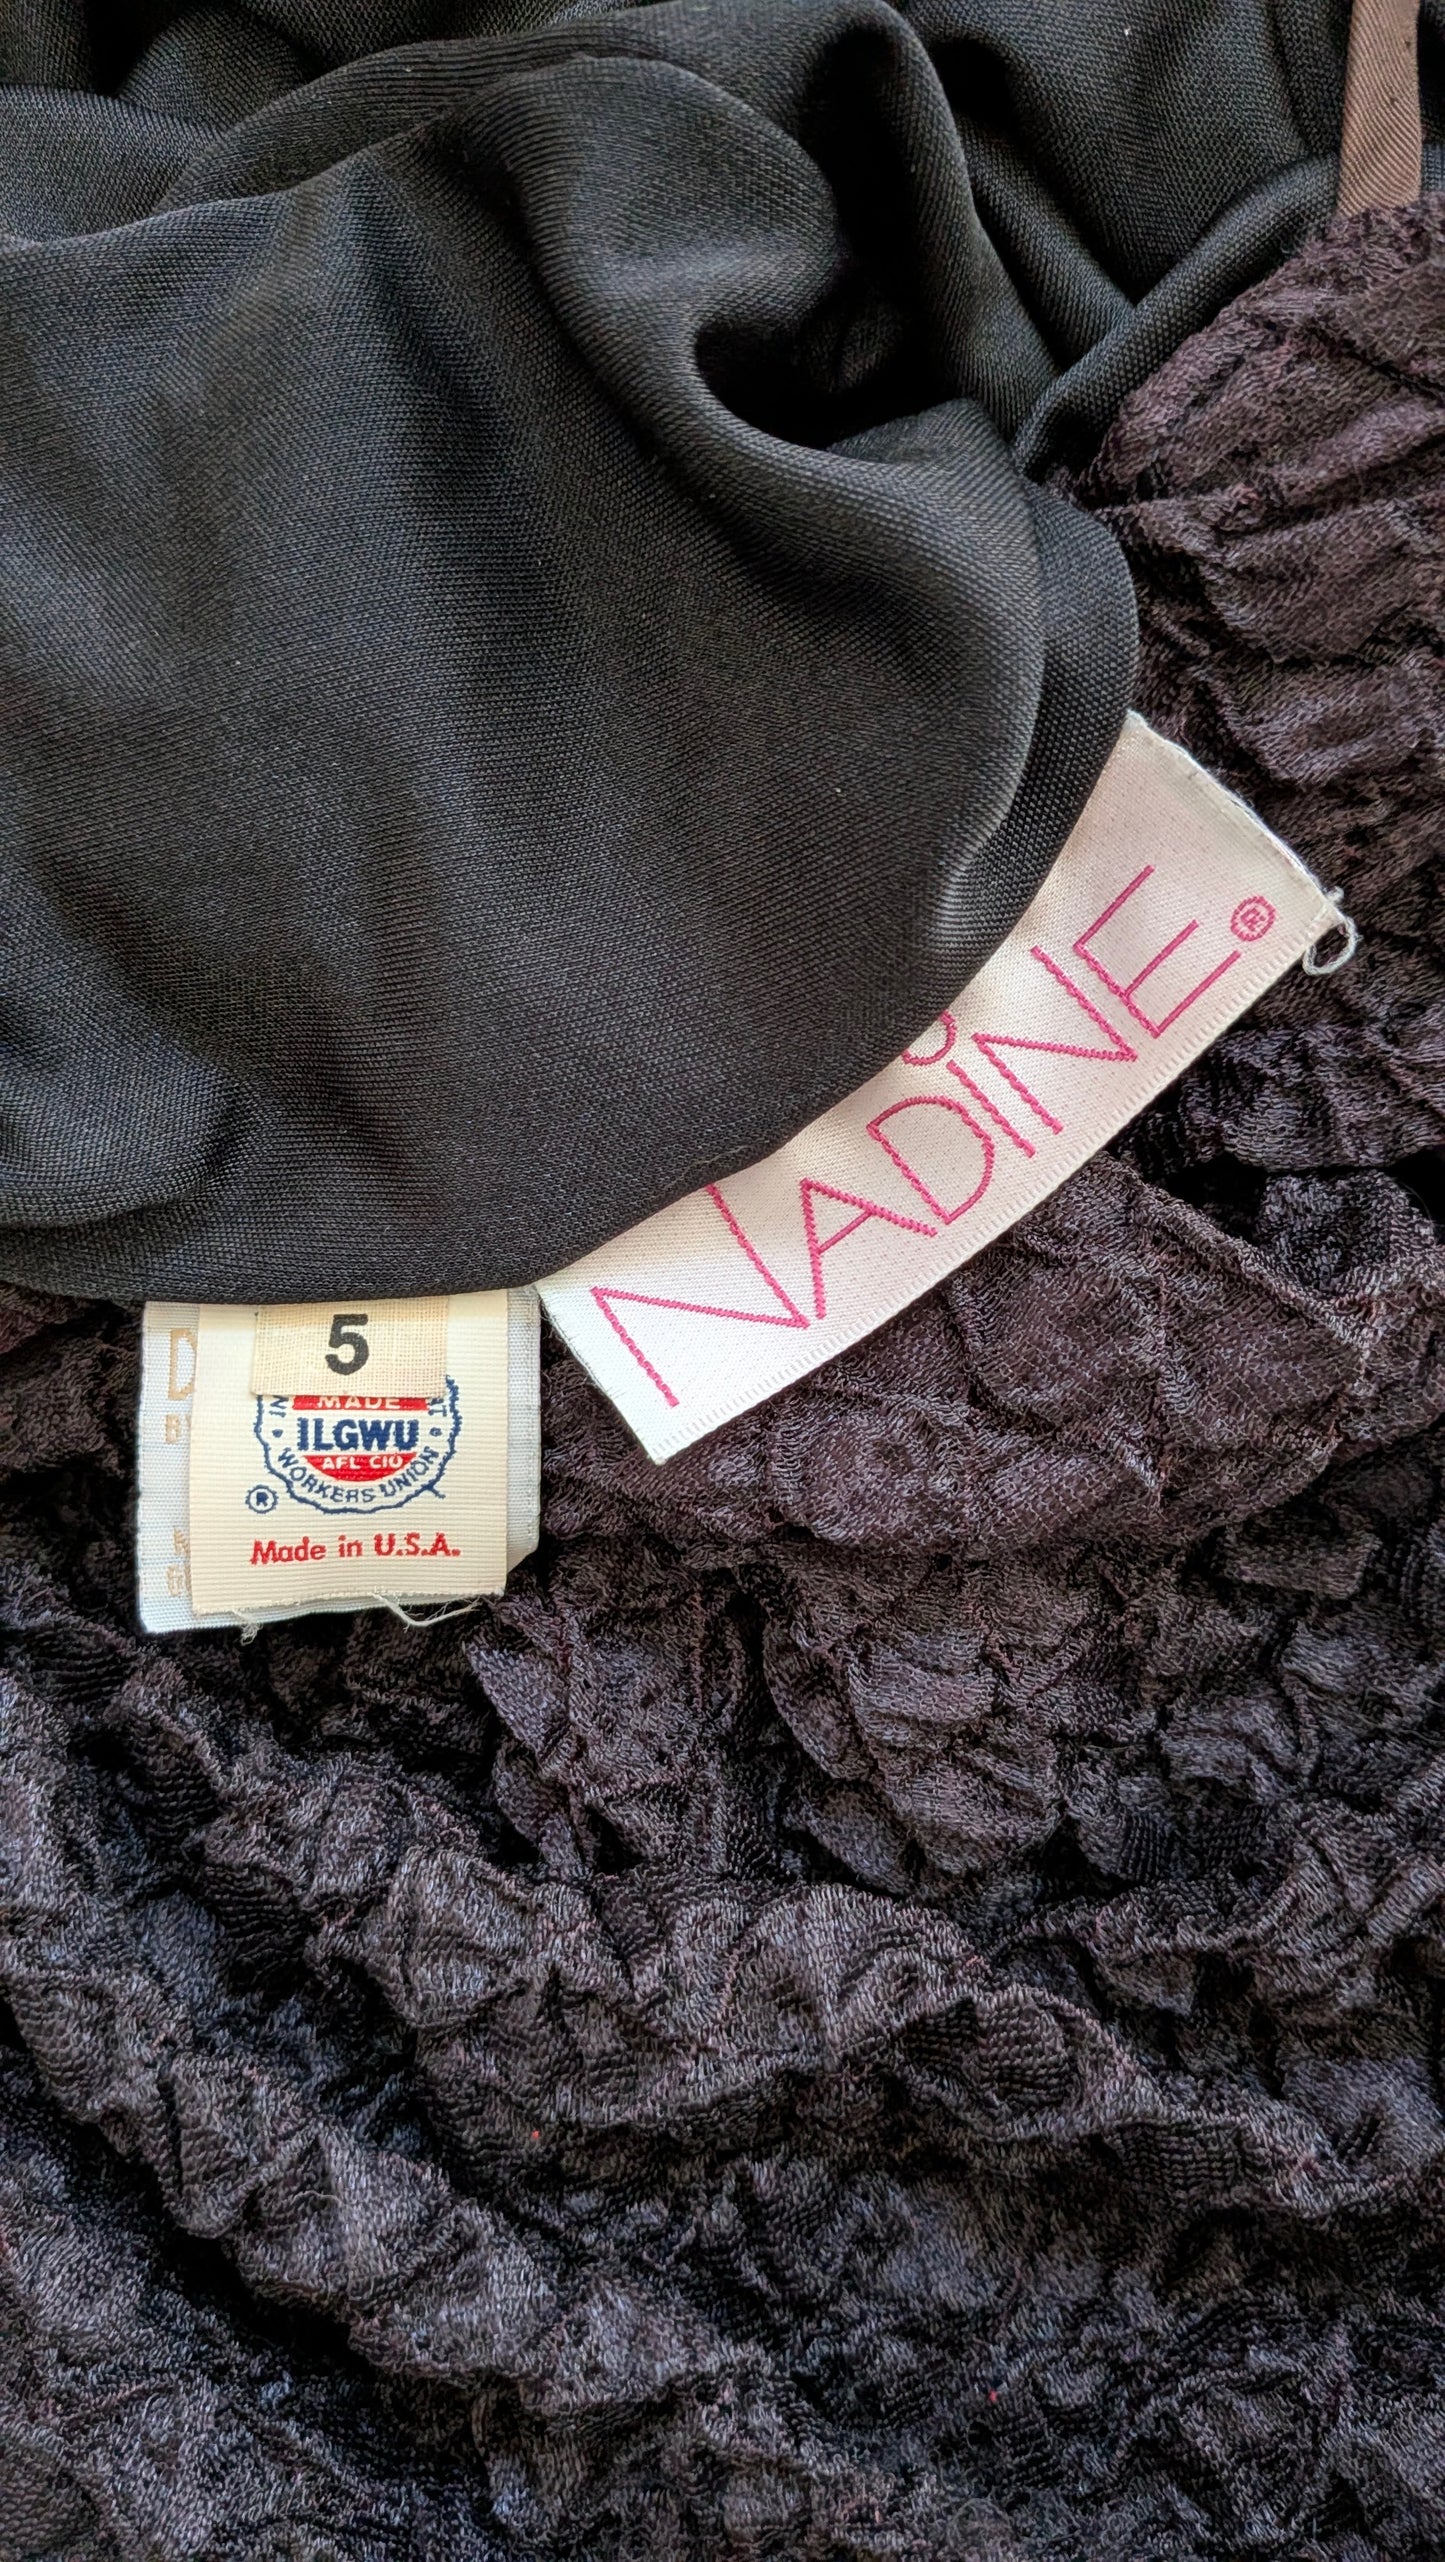 NADINE®
5
MADE
ILGWU
AFL CIO
WORKERS UNION
®
Made in U.S.A.